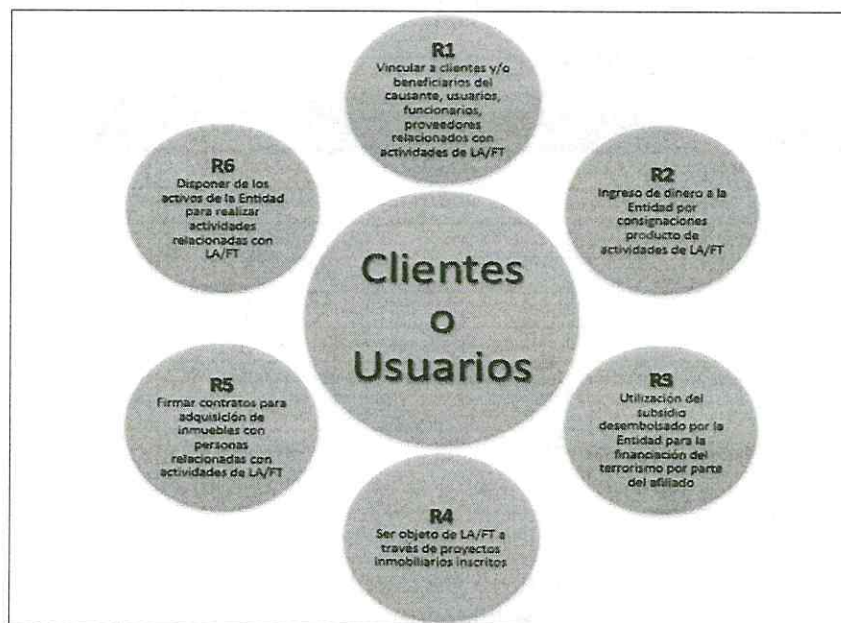 R1
Vincular a clientes y/o
beneficiarios del
causante, usuarios,
funcionarios,
proveedores
relacionados con
actividades de LA/FT
R2
Ingreso de dinero a la
Entidad por
consignaciones
producto de
actividades de LA/FT
R3
Utilización del
subsidio
desembolsado por la
Entidad para la
financiación del
terrorismo por parte
del afiliado
R4
Ser objeto de LA/FT a
través de proyectos
inmobiliarios inscritos
R5
Firmar contratos para
adquisición de
inmuebles con
personas
relacionadas con
actividades de LA/FT
R6
Disponer de los
activos de la Entidad
para realizar
actividades
relacionadas con
LA/FT
Clientes
o
Usuarios